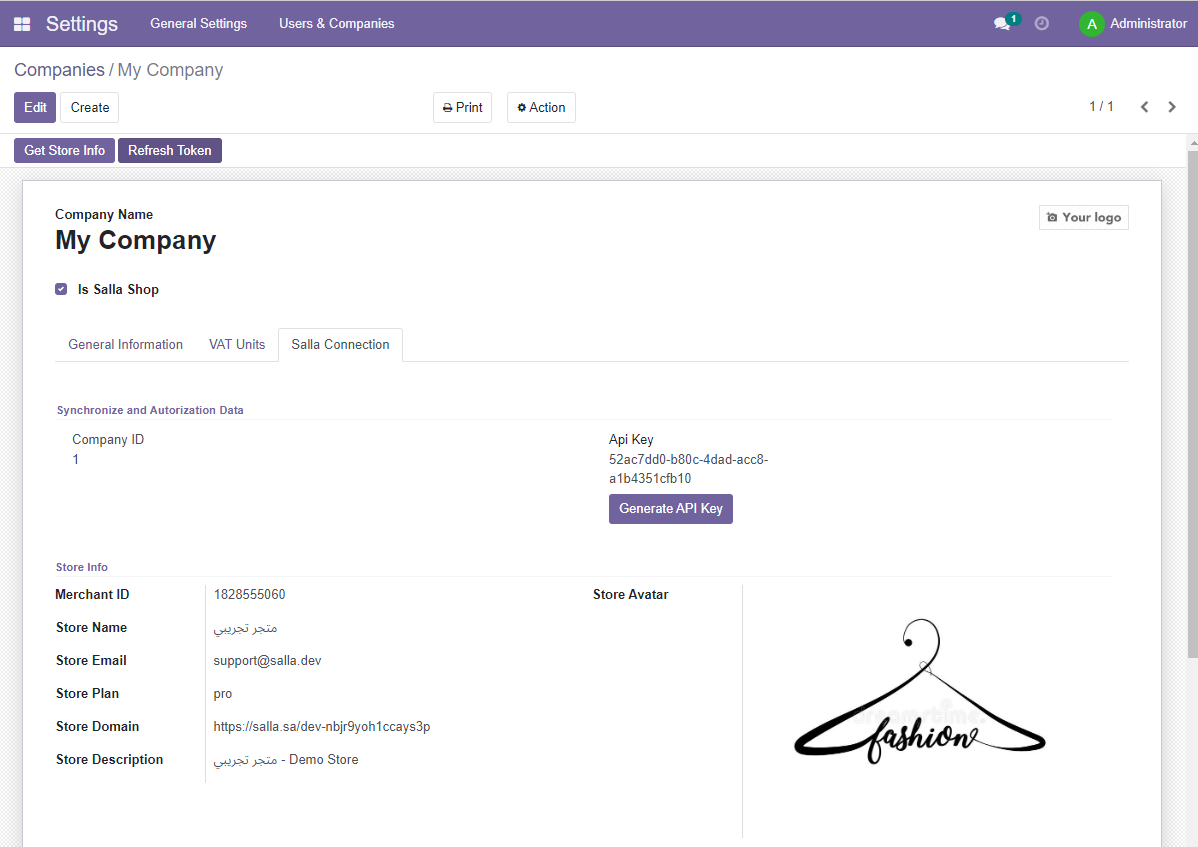 Settings General Settings Users & Companies 1 A Administrator
Companies / My Company
Edit Create Print Action 1 / 1
Get Store Info Refresh Token
Company Name
My Company
Your logo
Is Salla Shop
General Information VAT Units Salla Connection
Synchronize and Autorization Data
Company ID
1
Api Key
52ac7dd0-b80c-4dad-acc8-
a1b4351cfb10
Generate API Key
Store Info
Merchant ID 1828555060
Store Name متجر تجريبي
Store Email support@salla.dev
Store Plan pro
Store Domain https://salla.sa/dev-nbjr9yoh1ccays3p
Store Description متجر تجريبي - Demo Store
Store Avatar
dreamstime
fashion